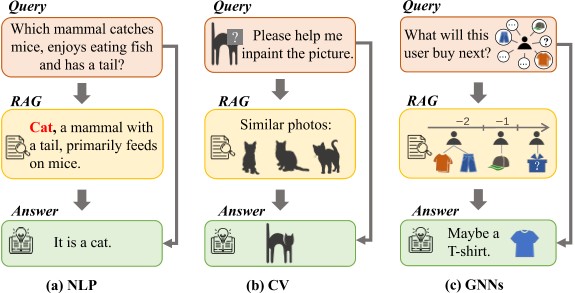 Query
Which mammal catches
mice, enjoys eating fish
and has a tail?
RAG
Cat, a mammal with
a tail, primarily feeds
on mice.
Answer
It is a cat.
(a) NLP
Query
?
Please help me
inpaint the picture.
RAG
Similar photos:
Answer
(b) CV
Query
What will this
user buy next?
?
RAG
−2
−1
?
Answer
Maybe a
T-shirt.
(c) GNNs